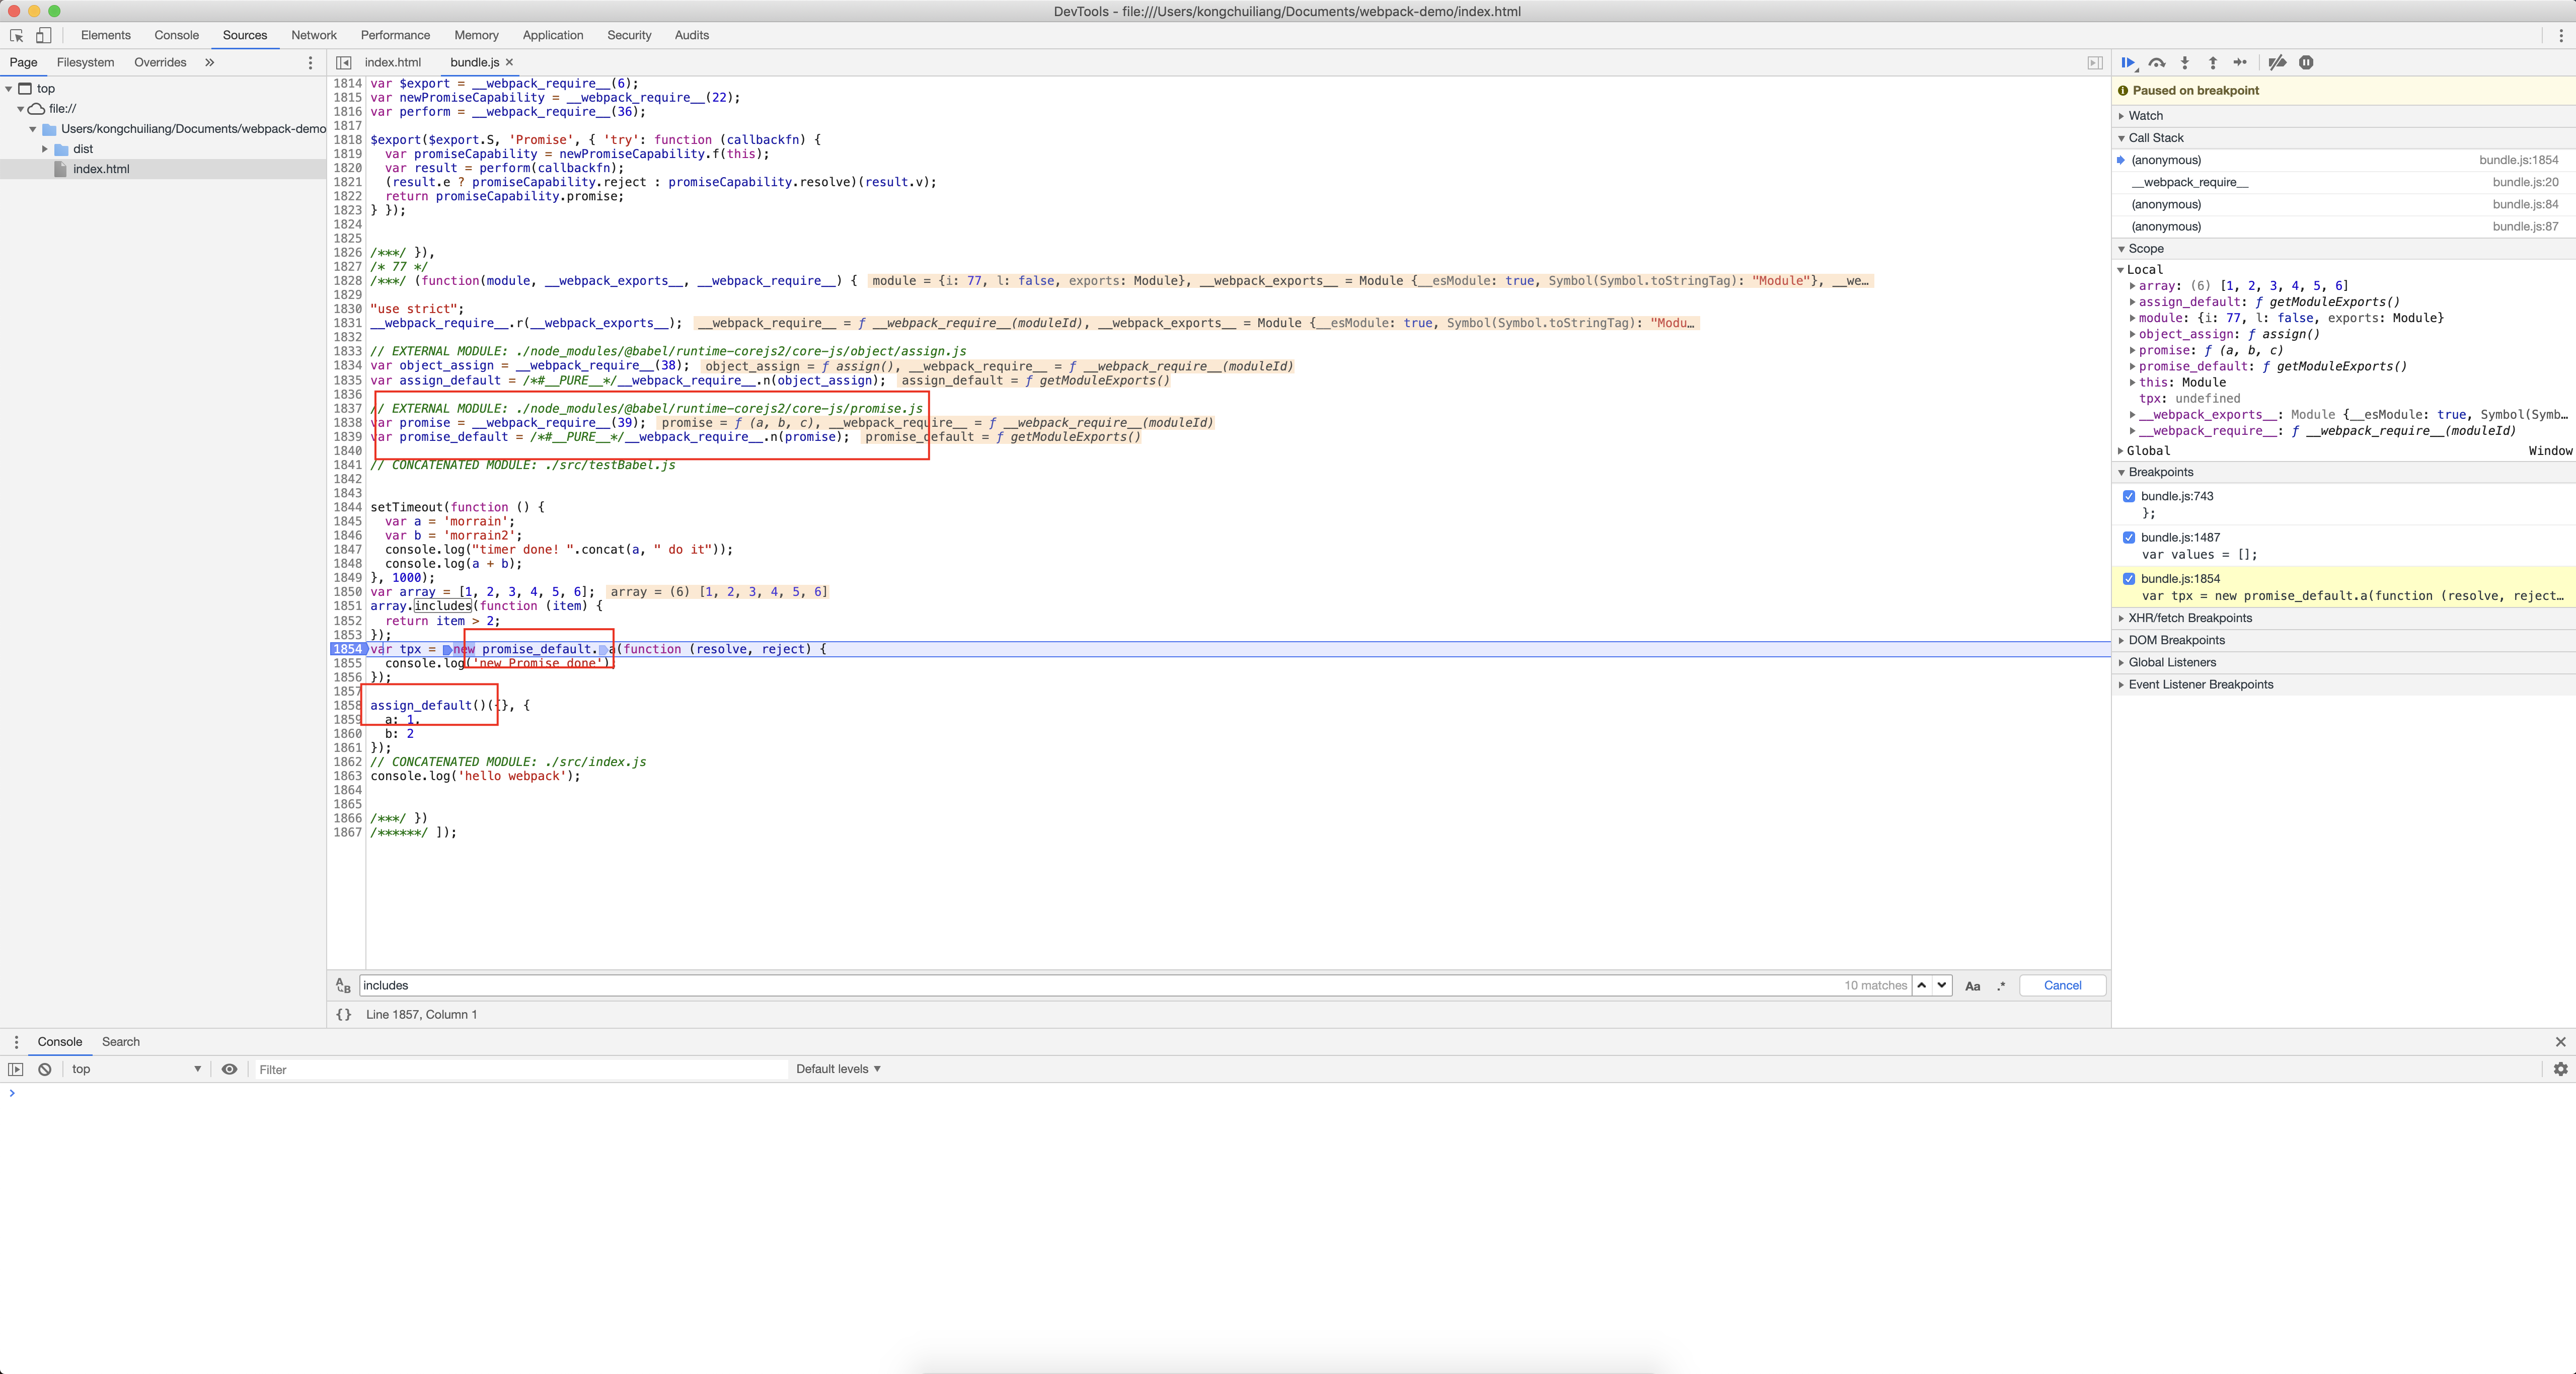 DevTools - file:///Users/kongchuiliang/Documents/webpack-demo/index.html
Elements Console Sources Network Performance Memory Application Security Audits
Page Filesystem Overrides »
index.html bundle.js ×
top
file://
Users/kongchuiliang/Documents/webpack-demo
dist
index.html
1814 var $export = __webpack_require__(6);
1815 var newPromiseCapability = __webpack_require__(22);
1816 var perform = __webpack_require__(36);
1817
1818 $export($export.S, 'Promise', { 'try': function (callbackfn) {
1819 var promiseCapability = newPromiseCapability.f(this);
1820 var result = perform(callbackfn);
1821 (result.e ? promiseCapability.reject : promiseCapability.resolve)(result.v);
1822 return promiseCapability.promise;
1823 } });
1824
1825
1826 /***/ }),
1827 /* 77 */
1828 /***/ (function(module, __webpack_exports__, __webpack_require__) { module = {i: 77, l: false, exports: Module}, __webpack_exports__ = Module {__esModule: true, Symbol(Symbol.toStringTag): "Module"}, __we…
1829
1830 "use strict";
1831 __webpack_require__.r(__webpack_exports__); __webpack_require__ = ƒ __webpack_require__(moduleId), __webpack_exports__ = Module {__esModule: true, Symbol(Symbol.toStringTag): "Modu…
1832
1833 // EXTERNAL MODULE: ./node_modules/@babel/runtime-corejs2/core-js/object/assign.js
1834 var object_assign = __webpack_require__(38); object_assign = ƒ assign(), __webpack_require__ = ƒ __webpack_require__(moduleId)
1835 var assign_default = /*#__PURE__*/__webpack_require__.n(object_assign); assign_default = ƒ getModuleExports()
1836
1837 // EXTERNAL MODULE: ./node_modules/@babel/runtime-corejs2/core-js/promise.js
1838 var promise = __webpack_require__(39); promise = ƒ (a, b, c), __webpack_require__ = ƒ __webpack_require__(moduleId)
1839 var promise_default = /*#__PURE__*/__webpack_require__.n(promise); promise_default = ƒ getModuleExports()
1840
1841 // CONCATENATED MODULE: ./src/testBabel.js
1842
1843
1844 setTimeout(function () {
1845 var a = 'morrain';
1846 var b = 'morrain2';
1847 console.log("timer done! ".concat(a, " do it"));
1848 console.log(a + b);
1849 }, 1000);
1850 var array = [1, 2, 3, 4, 5, 6]; array = (6) [1, 2, 3, 4, 5, 6]
1851 array.includes(function (item) {
1852 return item > 2;
1853 });
1854 var tpx = new promise_default.a(function (resolve, reject) {
1855 console.log('new Promise done');
1856 });
1857
1858 assign_default()({}, {
1859 a: 1,
1860 b: 2
1861 });
1862 // CONCATENATED MODULE: ./src/index.js
1863 console.log('hello webpack');
1864
1865
1866 /***/ })
1867 /******/ ]);
includes 10 matches Aa .* Cancel
{} Line 1857, Column 1
Paused on breakpoint
Watch
Call Stack
(anonymous) bundle.js:1854
__webpack_require__ bundle.js:20
(anonymous) bundle.js:84
(anonymous) bundle.js:87
Scope
Local
array: (6) [1, 2, 3, 4, 5, 6]
assign_default: ƒ getModuleExports()
module: {i: 77, l: false, exports: Module}
object_assign: ƒ assign()
promise: ƒ (a, b, c)
promise_default: ƒ getModuleExports()
this: Module
tpx: undefined
__webpack_exports__: Module {__esModule: true, Symbol(Symb…
__webpack_require__: ƒ __webpack_require__(moduleId)
Global Window
Breakpoints
bundle.js:743
};
bundle.js:1487
var values = [];
bundle.js:1854
var tpx = new promise_default.a(function (resolve, reject…
XHR/fetch Breakpoints
DOM Breakpoints
Global Listeners
Event Listener Breakpoints
Console Search
top Filter Default levels